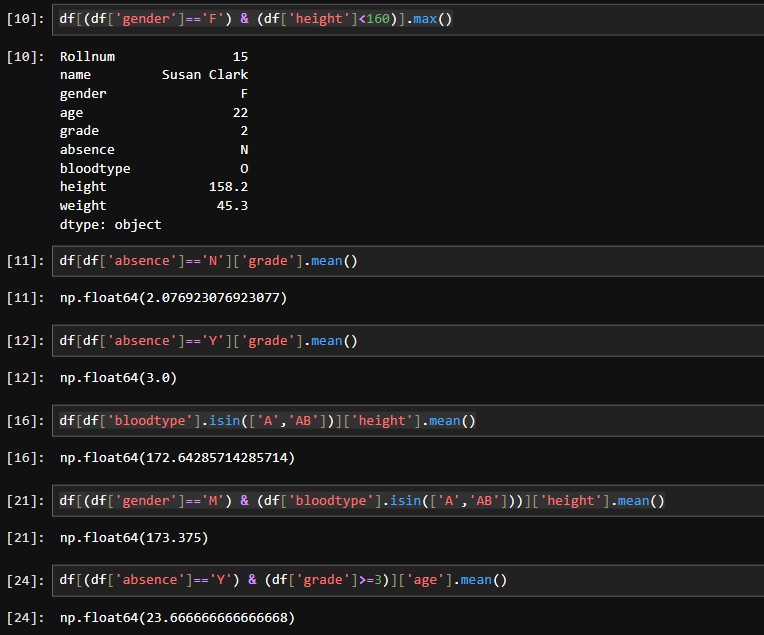 [10]: df[(df['gender']=='F') & (df['height']<160)].max()
[10]: Rollnum 15
name Susan Clark
gender F
age 22
grade 2
absence N
bloodtype O
height 158.2
weight 45.3
dtype: object
[11]: df[df['absence']=='N']['grade'].mean()
[11]: np.float64(2.076923076923077)
[12]: df[df['absence']=='Y']['grade'].mean()
[12]: np.float64(3.0)
[16]: df[df['bloodtype'].isin(['A','AB'])]['height'].mean()
[16]: np.float64(172.64285714285714)
[21]: df[(df['gender']=='M') & (df['bloodtype'].isin(['A','AB']))]['height'].mean()
[21]: np.float64(173.375)
[24]: df[(df['absence']=='Y') & (df['grade']>=3)]['age'].mean()
[24]: np.float64(23.666666666666668)